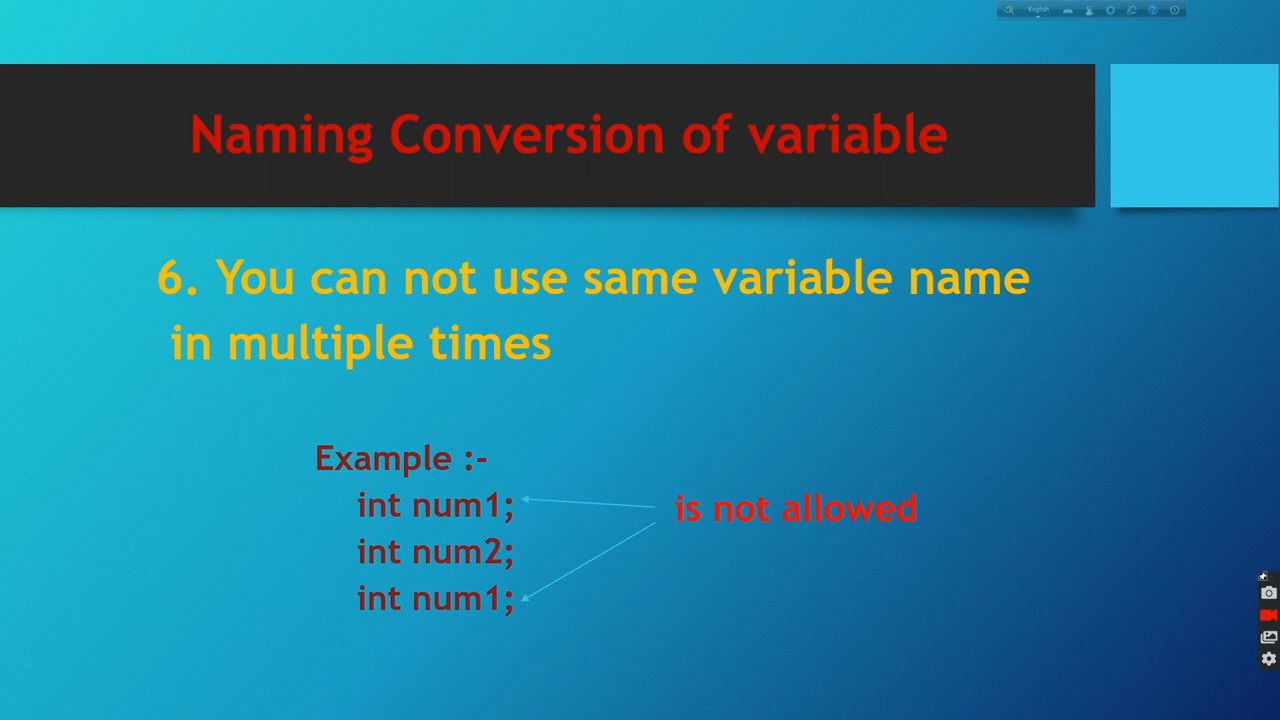 English
Naming Conversion of variable
6. You can not use same variable name
in multiple times
Example :-
int num1;
is not allowed
int num2;
int num1;